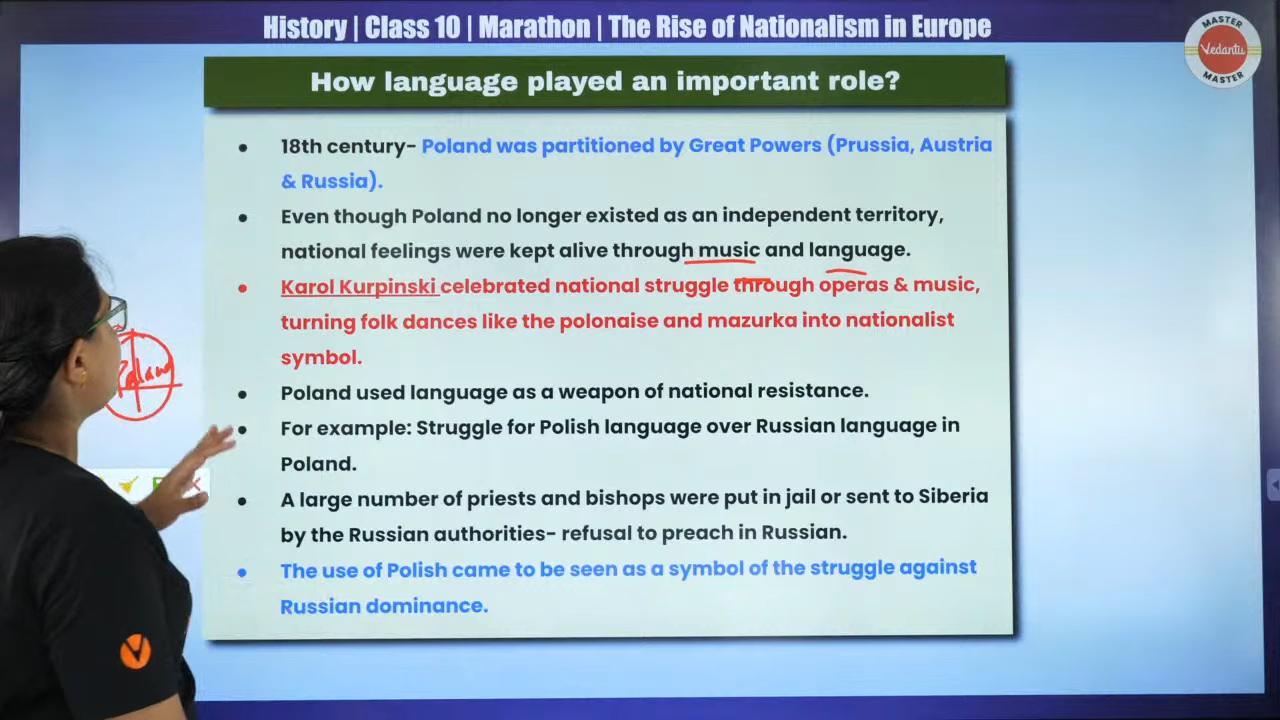 History | Class 10 | Marathon | The Rise of Nationalism in Europe
MASTER
Vedantu
MASTER
How language played an important role?
• 18th century- Poland was partitioned by Great Powers (Prussia, Austria
& Russia).
• Even though Poland no longer existed as an independent territory,
national feelings were kept alive through music and language.
• Karol Kurpinski celebrated national struggle through operas & music,
turning folk dances like the polonaise and mazurka into nationalist
symbol.
Poland
• Poland used language as a weapon of national resistance.
• For example: Struggle for Polish language over Russian language in
Poland.
• A large number of priests and bishops were put in jail or sent to Siberia
by the Russian authorities- refusal to preach in Russian.
• The use of Polish came to be seen as a symbol of the struggle against
Russian dominance.